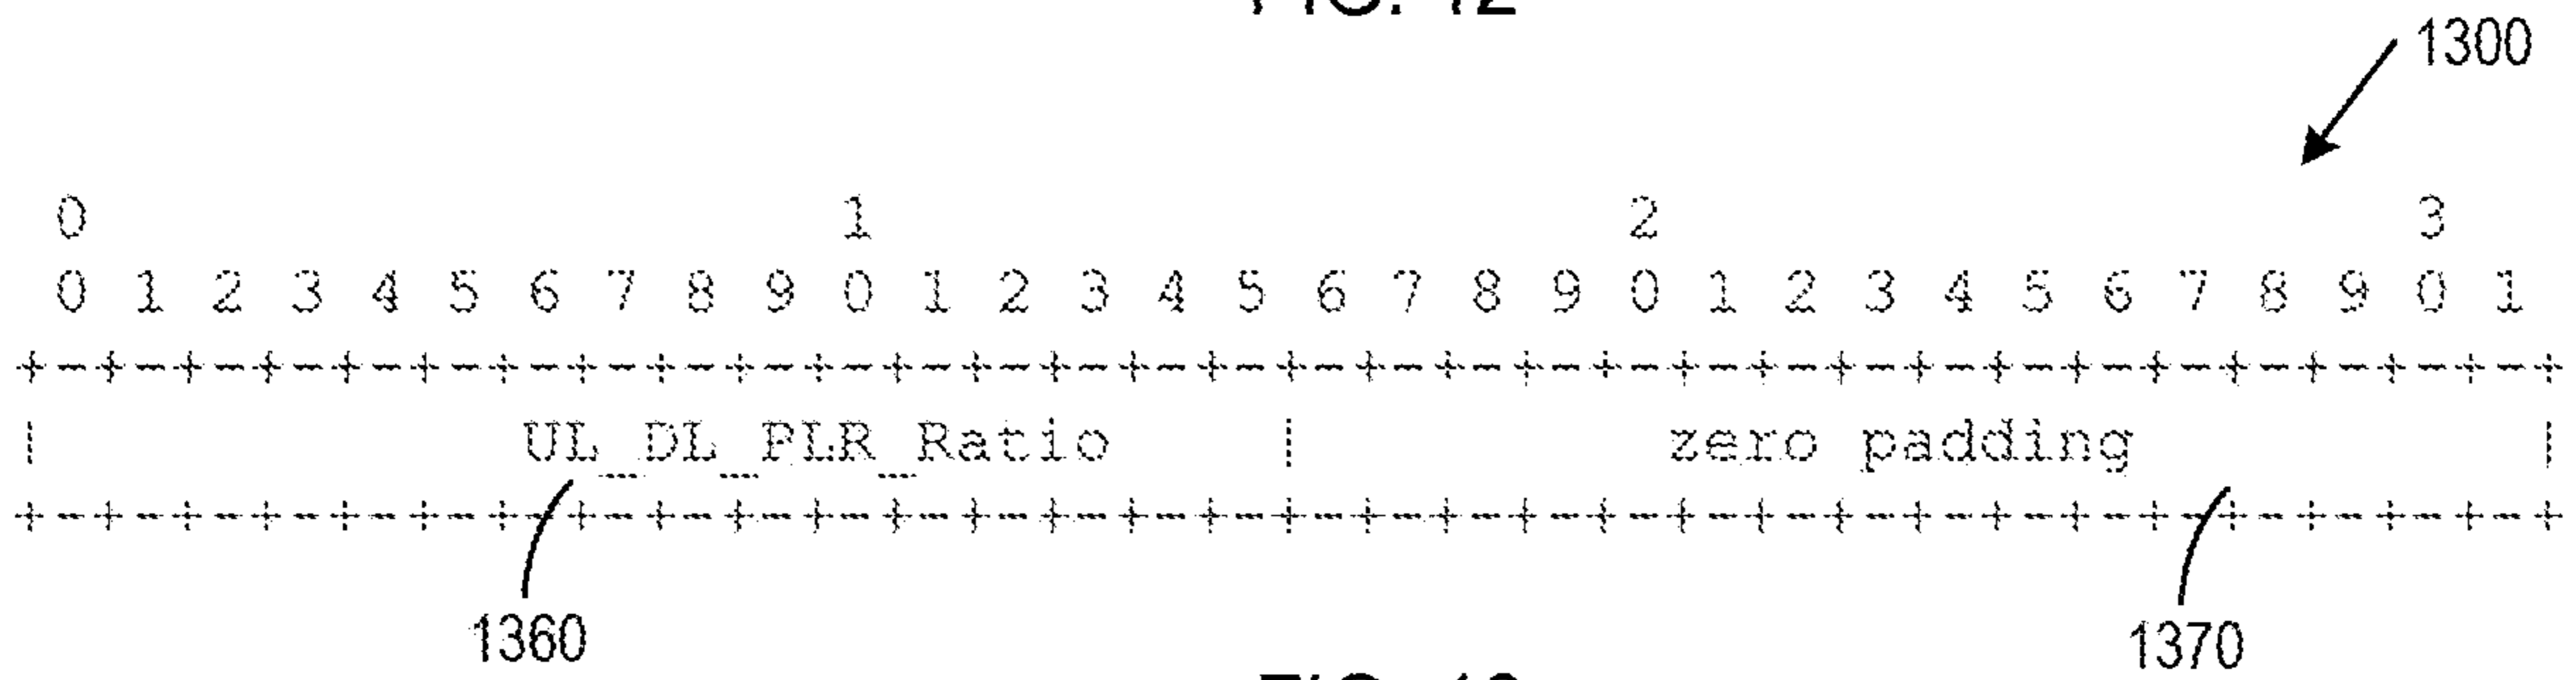 FIG. 12
1300
0 1 2 3
0 1 2 3 4 5 6 7 8 9 0 1 2 3 4 5 6 7 8 9 0 1 2 3 4 5 6 7 8 9 0 1
+-+-+-+-+-+-+-+-+-+-+-+-+-+-+-+-+-+-+-+-+-+-+-+-+-+-+-+-+-+-+-+-+
| UL_DL_PLR_Ratio | zero padding |
+-+-+-+-+-+-+-+-+-+-+-+-+-+-+-+-+-+-+-+-+-+-+-+-+-+-+-+-+-+-+-+-+
1360 1370